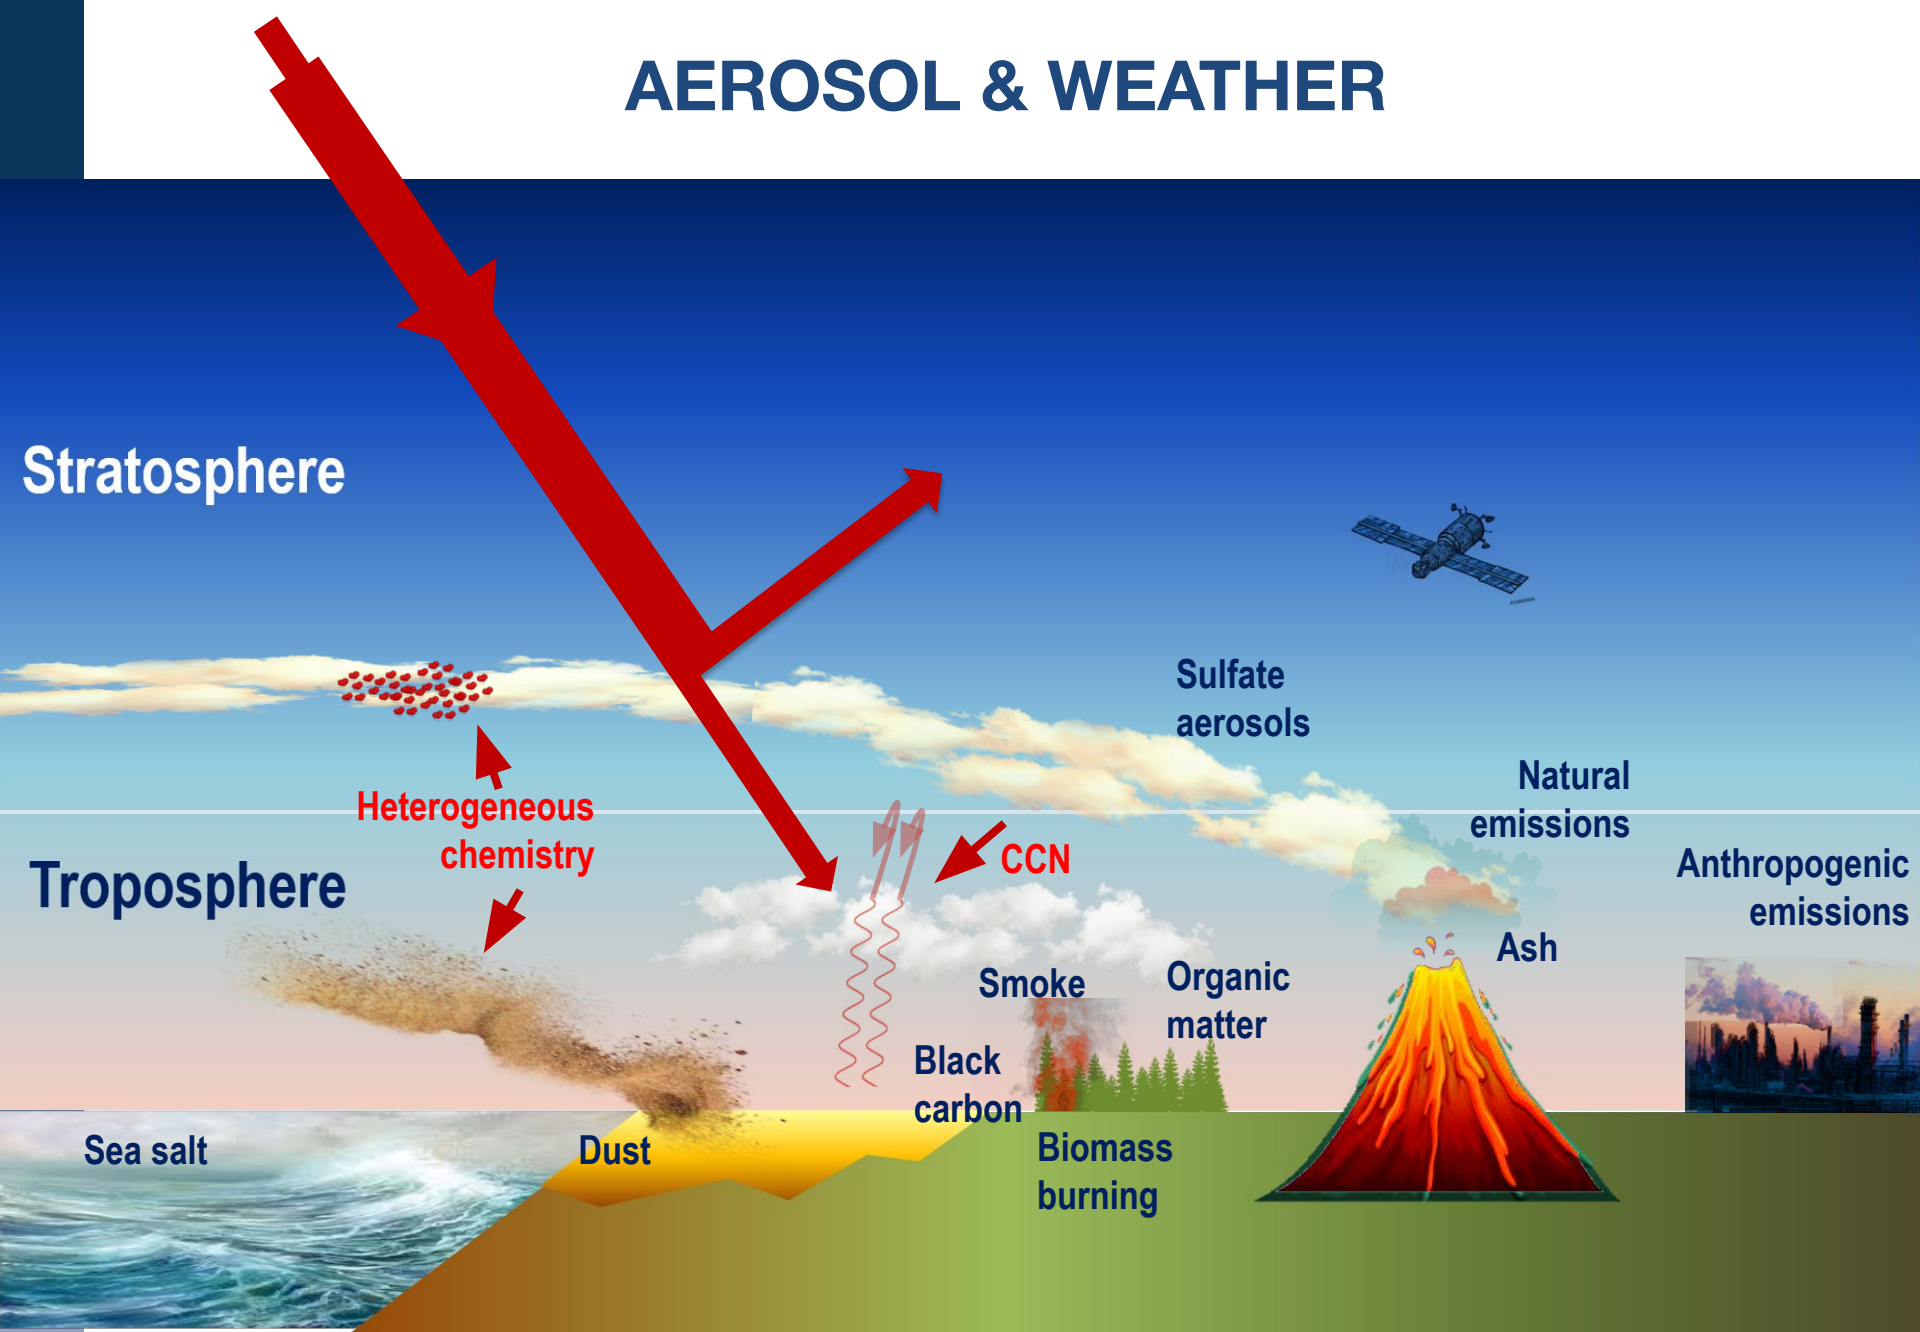 AEROSOL & WEATHER
Stratosphere
Sulfate
aerosols
Natural
emissions
Heterogeneous
chemistry
CCN
Troposphere
Anthropogenic
emissions
Ash
Smoke
Organic
matter
Black
carbon
Sea salt
Dust
Biomass
burning